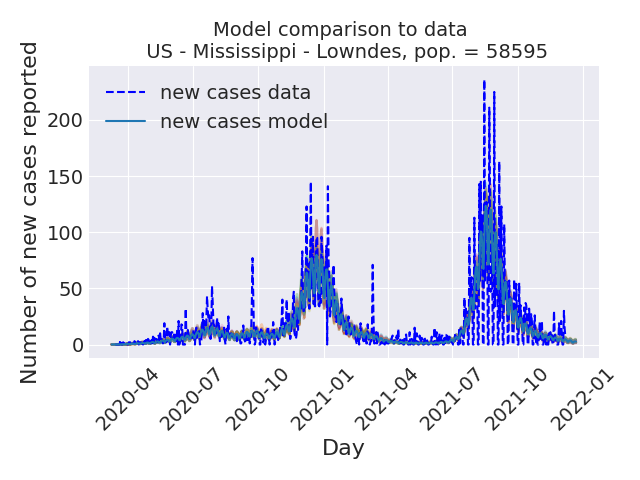 Model comparison to data
US - Mississippi - Lowndes, pop. = 58595
Number of new cases reported
200
150
100
50
0
new cases data
new cases model
2020-04
2020-07
2020-10
2021-01
2021-04
2021-07
2021-10
2022-01
Day